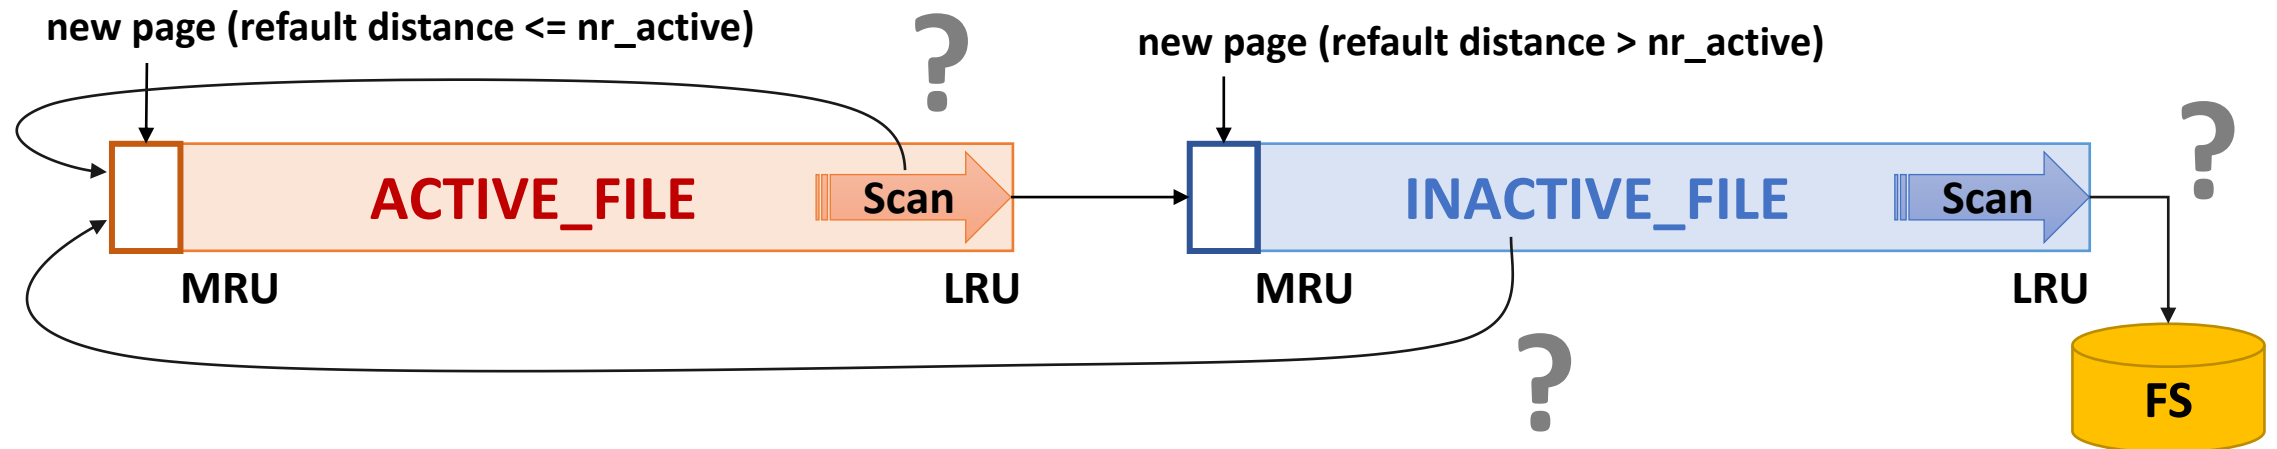 new page (refault distance <= nr_active)
?
new page (refault distance > nr_active)
?
ACTIVE_FILE
Scan
INACTIVE_FILE
Scan
MRU
LRU
MRU
LRU
?
FS